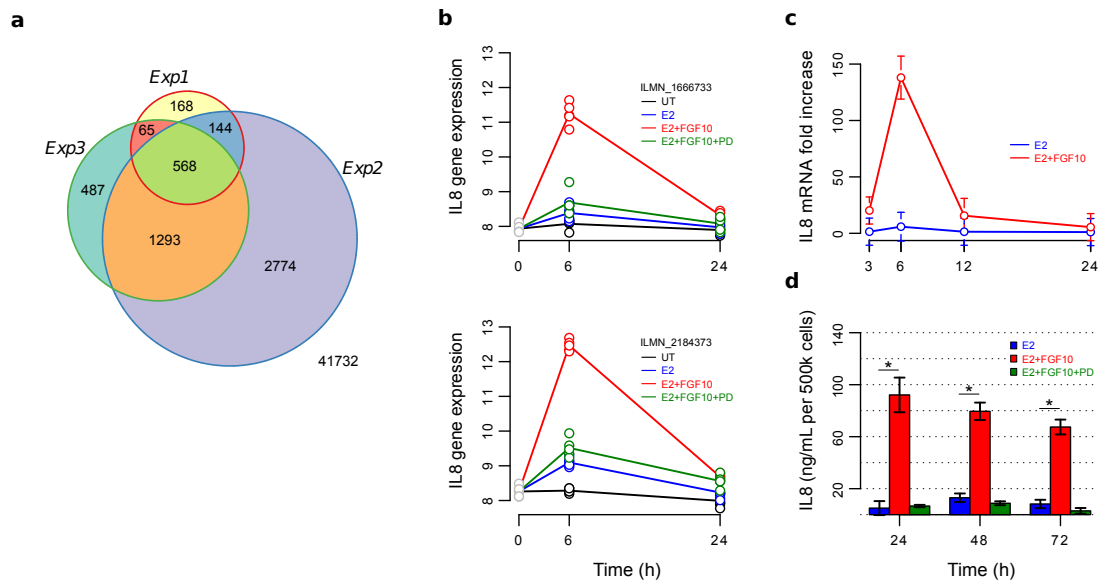 a
Exp1
168
65
144
Exp3
Exp2
568
487
1293
2774
41732
b
IL8 gene expression
13
12
11
10
9
8
0
6
24
ILMN_1666733
UT
E2
E2+FGF10
E2+FGF10+PD
IL8 gene expression
13
12
11
10
9
8
0
6
24
Time (h)
ILMN_2184373
UT
E2
E2+FGF10
E2+FGF10+PD
c
IL8 mRNA fold increase
150
100
50
0
3
6
12
24
E2
E2+FGF10
d
IL8 (ng/mL per 500k cells)
140
100
60
20
E2
E2+FGF10
E2+FGF10+PD
*
*
*
24
48
72
Time (h)